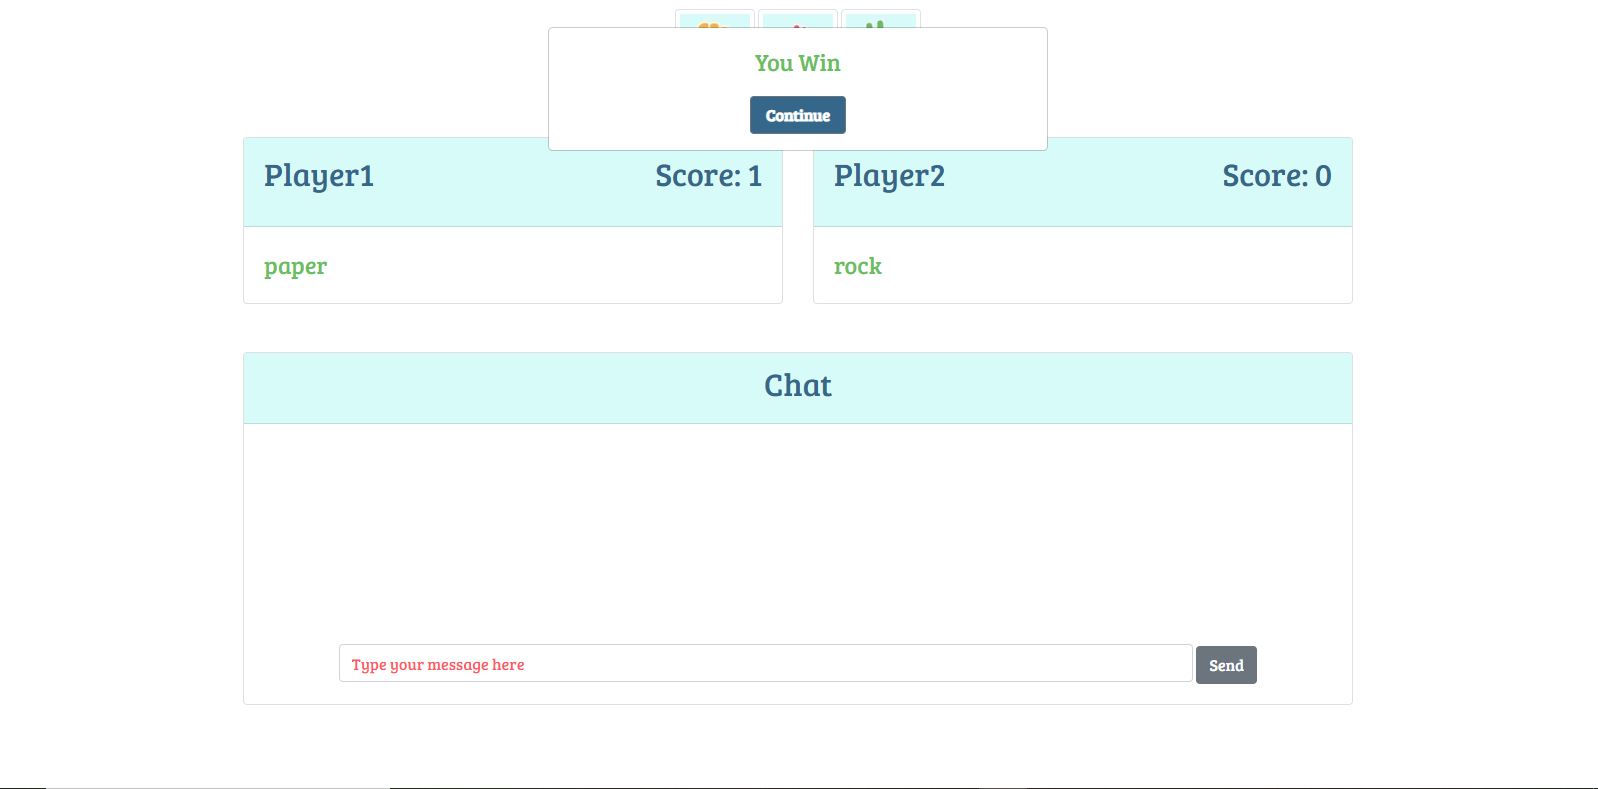 You Win
Continue
Player1 Score: 1
Player2 Score: 0
paper
rock
Chat
Type your message here
Send